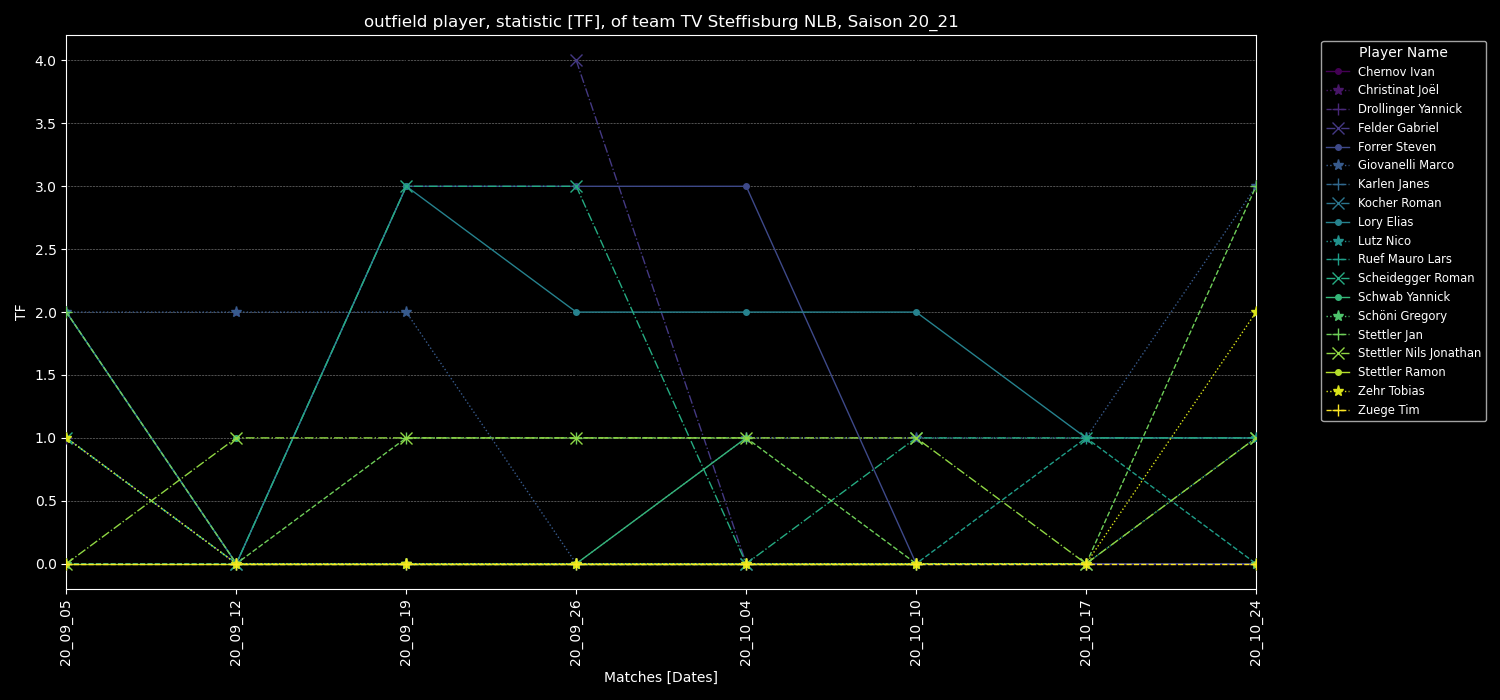 outfield player, statistic [TF], of team TV Steffisburg NLB, Saison 20_21
TF
4.0
3.5
3.0
2.5
2.0
1.5
1.0
0.5
0.0
20_09_05
20_09_12
20_09_19
20_09_26
20_10_04
20_10_10
20_10_17
20_10_24
Matches [Dates]
Player Name
Chernov Ivan
Christinat Joël
Drollinger Yannick
Felder Gabriel
Forrer Steven
Giovanelli Marco
Karlen Janes
Kocher Roman
Lory Elias
Lutz Nico
Ruef Mauro Lars
Scheidegger Roman
Schwab Yannick
Schöni Gregory
Stettler Jan
Stettler Nils Jonathan
Stettler Ramon
Zehr Tobias
Zuege Tim